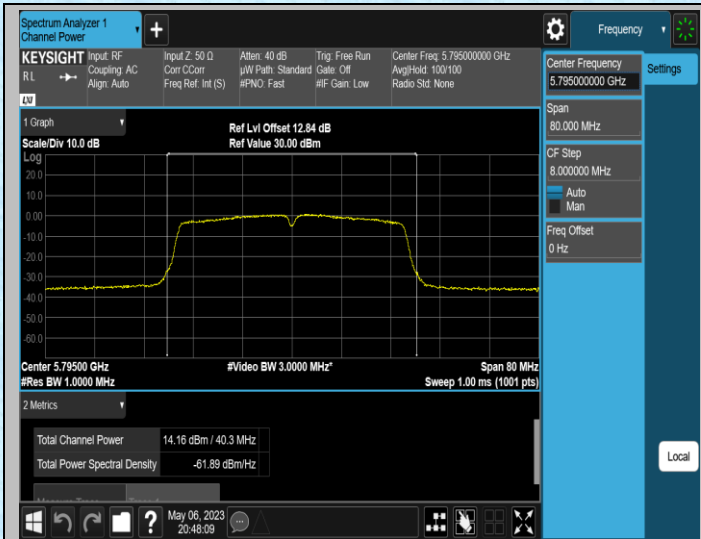 Spectrum Analyzer 1
Channel Power
+
Frequency
KEYSIGHT
R L
LXI
Input: RF
Coupling: AC
Align: Auto
Input Z: 50 Ω
Corr CCorr
Freq Ref: Int (S)
Atten: 40 dB
µW Path: Standard
#PNO: Fast
Trig: Free Run
Gate: Off
#IF Gain: Low
Center Freq: 5.795000000 GHz
Avg|Hold: 100/100
Radio Std: None
Center Frequency
5.795000000 GHz
Settings
Span
80.000 MHz
CF Step
8.000000 MHz
Auto
Man
Freq Offset
0 Hz
1 Graph
Scale/Div 10.0 dB
Ref Lvl Offset 12.84 dB
Ref Value 30.00 dBm
Log
20.0
10.0
0.00
-10.0
-20.0
-30.0
-40.0
-50.0
-60.0
Center 5.79500 GHz
#Res BW 1.0000 MHz
#Video BW 3.0000 MHz*
Span 80 MHz
Sweep 1.00 ms (1001 pts)
2 Metrics
Total Channel Power 14.16 dBm / 40.3 MHz
Total Power Spectral Density -61.89 dBm/Hz
Local
?
May 06, 2023
20:48:09